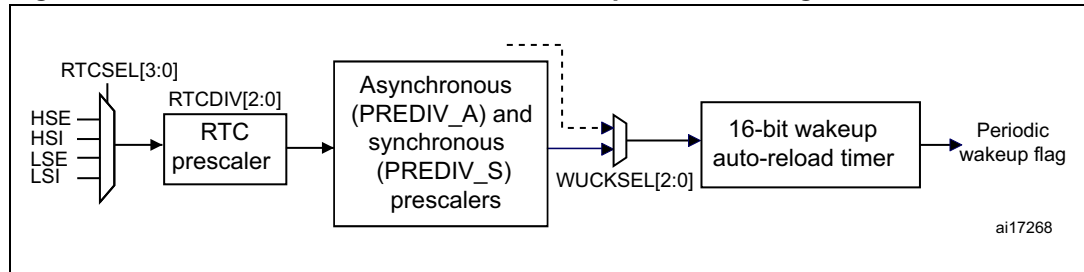 RTCSEL[3:0]
HSE
HSI
LSE
LSI
RTCDIV[2:0]
RTC
prescaler
Asynchronous
(PREDIV_A) and
synchronous
(PREDIV_S)
prescalers
WUCKSEL[2:0]
16-bit wakeup
auto-reload timer
Periodic
wakeup flag
ai17268